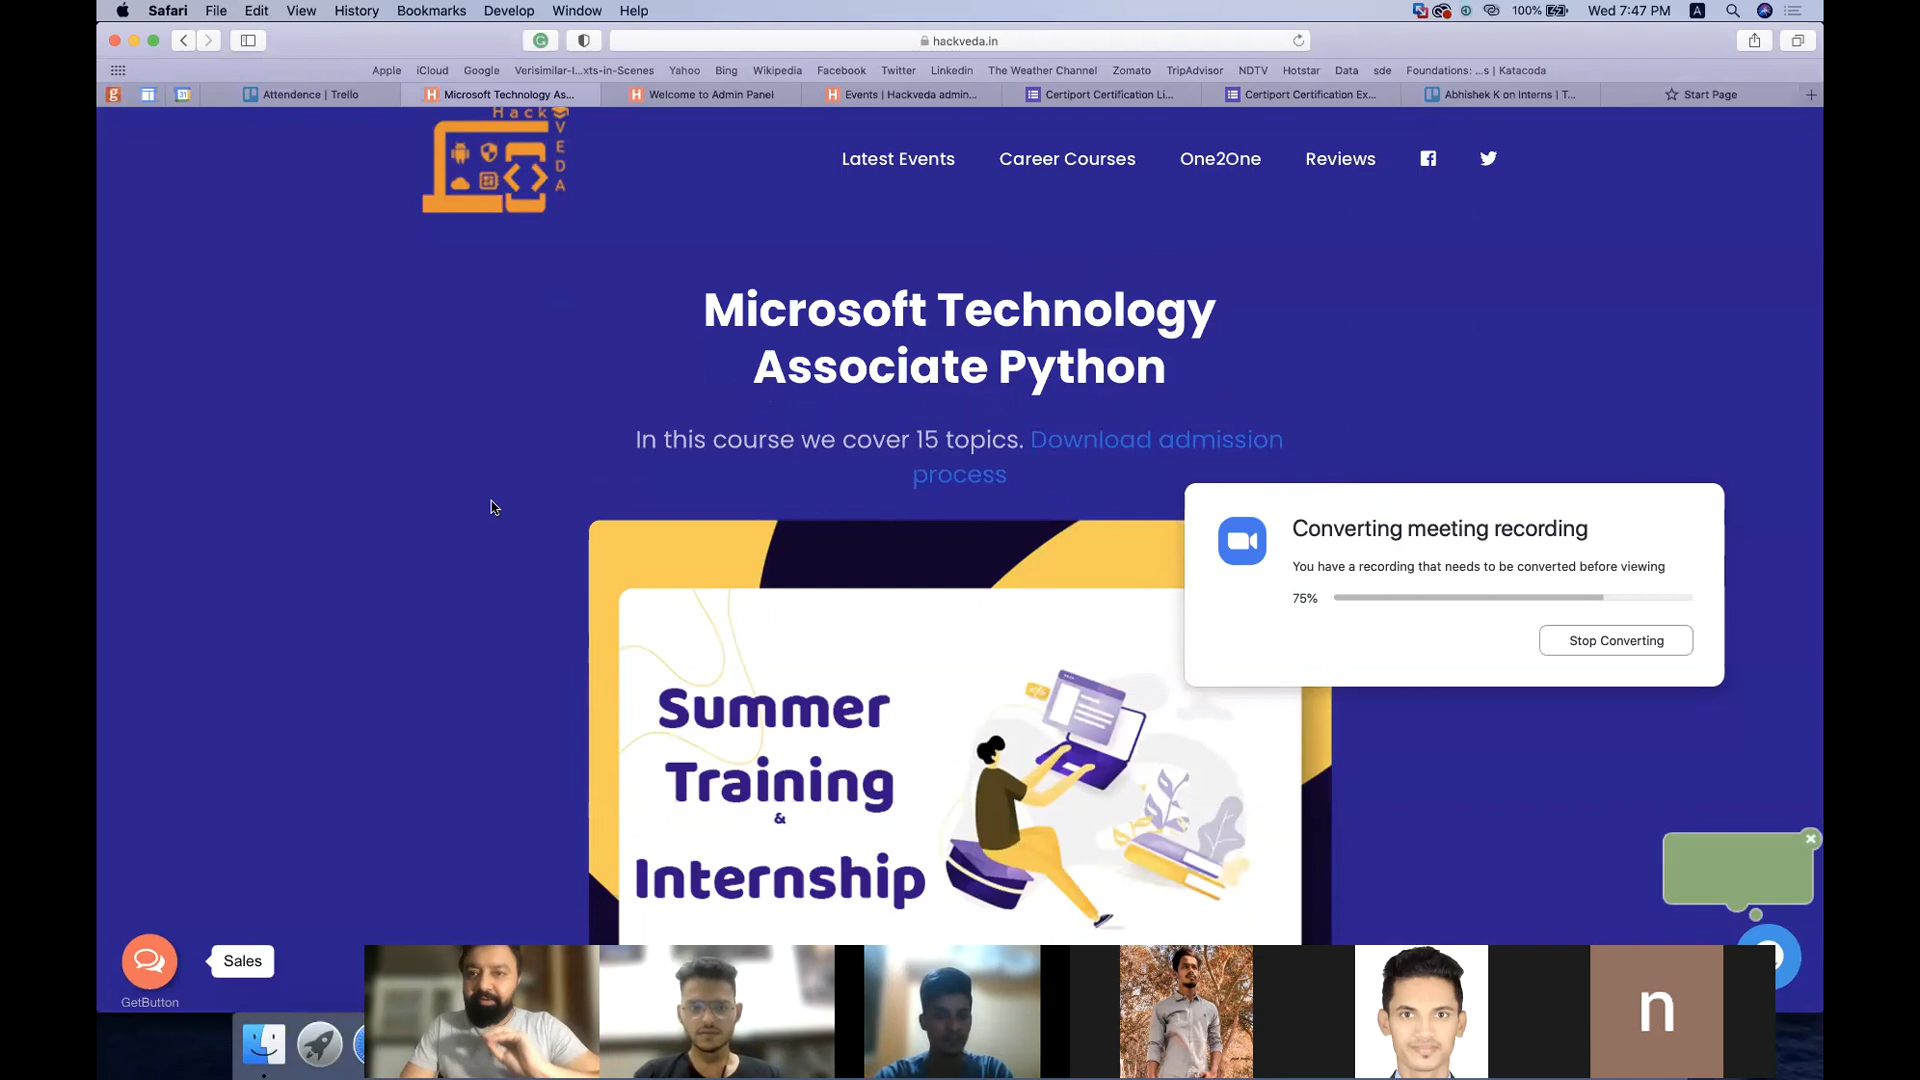 Safari File Edit View History Bookmarks Develop Window Help 100% Wed 7:47 PM A
hackveda.in
Apple iCloud Google Verisimilar-I...xts-in-Scenes Yahoo Bing Wikipedia Facebook Twitter Linkedin The Weather Channel Zomato TripAdvisor NDTV Hotstar Data sde Foundations: ...s | Katacoda
g 31 Attendence | Trello H Microsoft Technology As... H Welcome to Admin Panel H Events | Hackveda admin... Certiport Certification Li... Certiport Certification Ex... Abhishek K on Interns | T... Start Page
Hack
VEDA
Latest Events Career Courses One2One Reviews
Microsoft Technology
Associate Python
In this course we cover 15 topics. Download admission
process
Converting meeting recording
You have a recording that needs to be converted before viewing
75%
Stop Converting
Summer
Training
&
Internship
Sales
GetButton
n